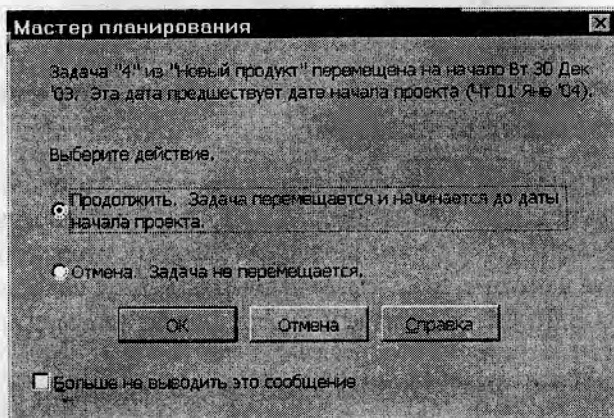 Мастер планирования
Задача "4" из "Новый продукт" перемещена на начало Вт 30 Дек
'03. Эта дата предшествует дате начала проекта (Чт 01 Янв '04).
Выберите действие.
Продолжить. Задача перемещается и начинается до даты
начала проекта.
Отмена. Задача не перемещается.
ОК Отмена Справка
Больше не выводить это сообщение